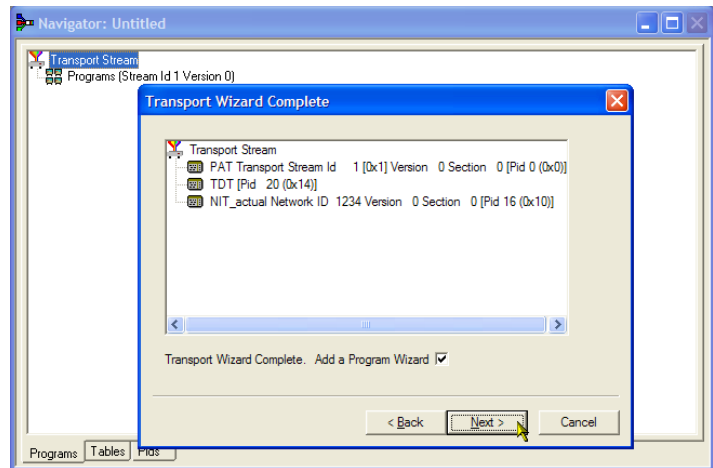 Navigator: Untitled
Transport Stream
Programs (Stream Id 1 Version 0)
Transport Wizard Complete
Transport Stream
PAT Transport Stream Id 1 [0x1] Version 0 Section 0 [Pid 0 (0x0)]
TDT [Pid 20 (0x14)]
NIT_actual Network ID 1234 Version 0 Section 0 [Pid 16 (0x10)]
Transport Wizard Complete. Add a Program Wizard
< Back Next > Cancel
Programs Tables Pids